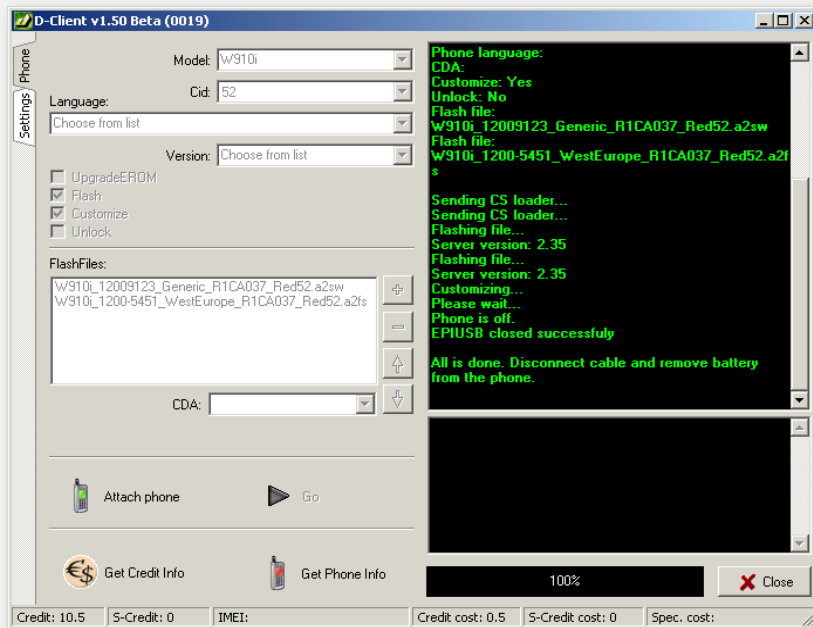 D-Client v1.50 Beta (0019)
Phone
Settings
Model: W910i
Cid: 52
Language:
Choose from list
Version: Choose from list
UpgradeEROM
Flash
Customize
Unlock
FlashFiles:
W910i_12009123_Generic_R1CA037_Red52.a2sw
W910i_1200-5451_WestEurope_R1CA037_Red52.a2fs
CDA:
Attach phone
Go
Get Credit Info
Get Phone Info
Phone language:
CDA:
Customize: Yes
Unlock: No
Flash file:
W910i_12009123_Generic_R1CA037_Red52.a2sw
Flash file:
W910i_1200-5451_WestEurope_R1CA037_Red52.a2f
s
Sending CS loader...
Sending CS loader...
Flashing file...
Server version: 2.35
Flashing file...
Server version: 2.35
Customizing...
Please wait...
Phone is off.
EPIUSB closed successfuly
All is done. Disconnect cable and remove battery
from the phone.
100%
Close
Credit: 10.5 S-Credit: 0 IMEI: Credit cost: 0.5 S-Credit cost: 0 Spec. cost: